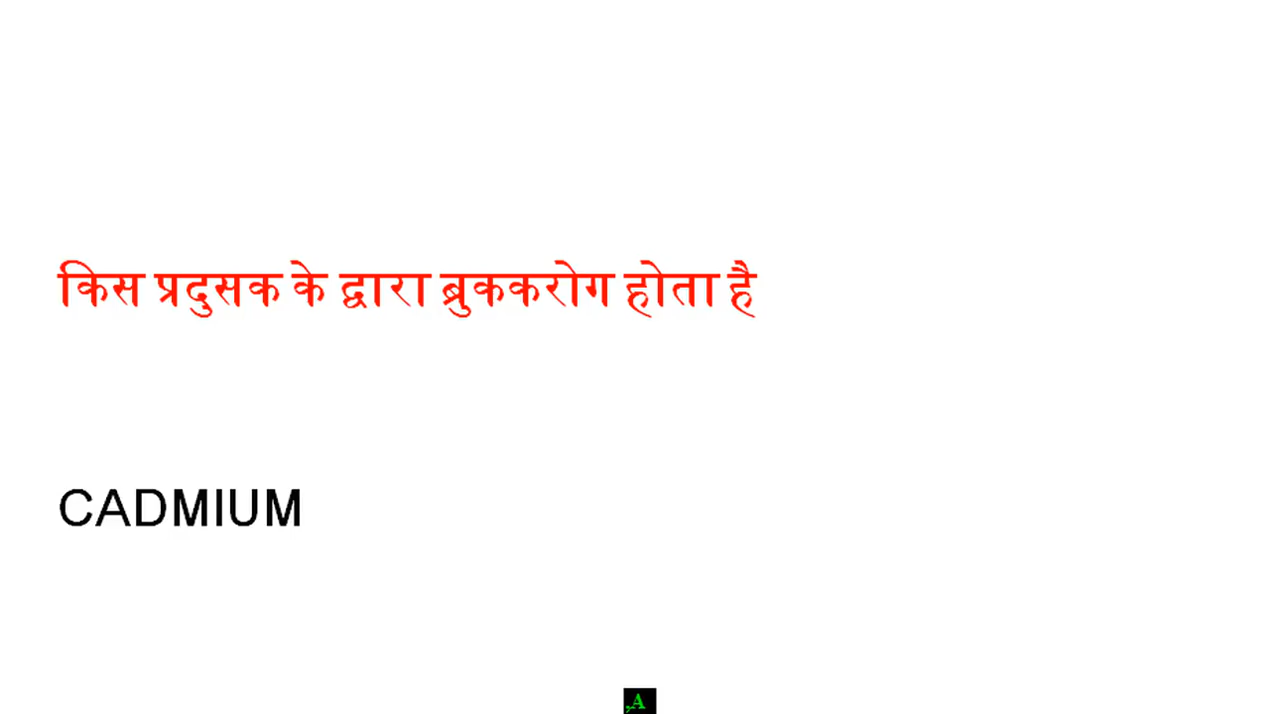 किस प्रदुसक के द्वारा ब्रुककरोग होता है
CADMIUM
A